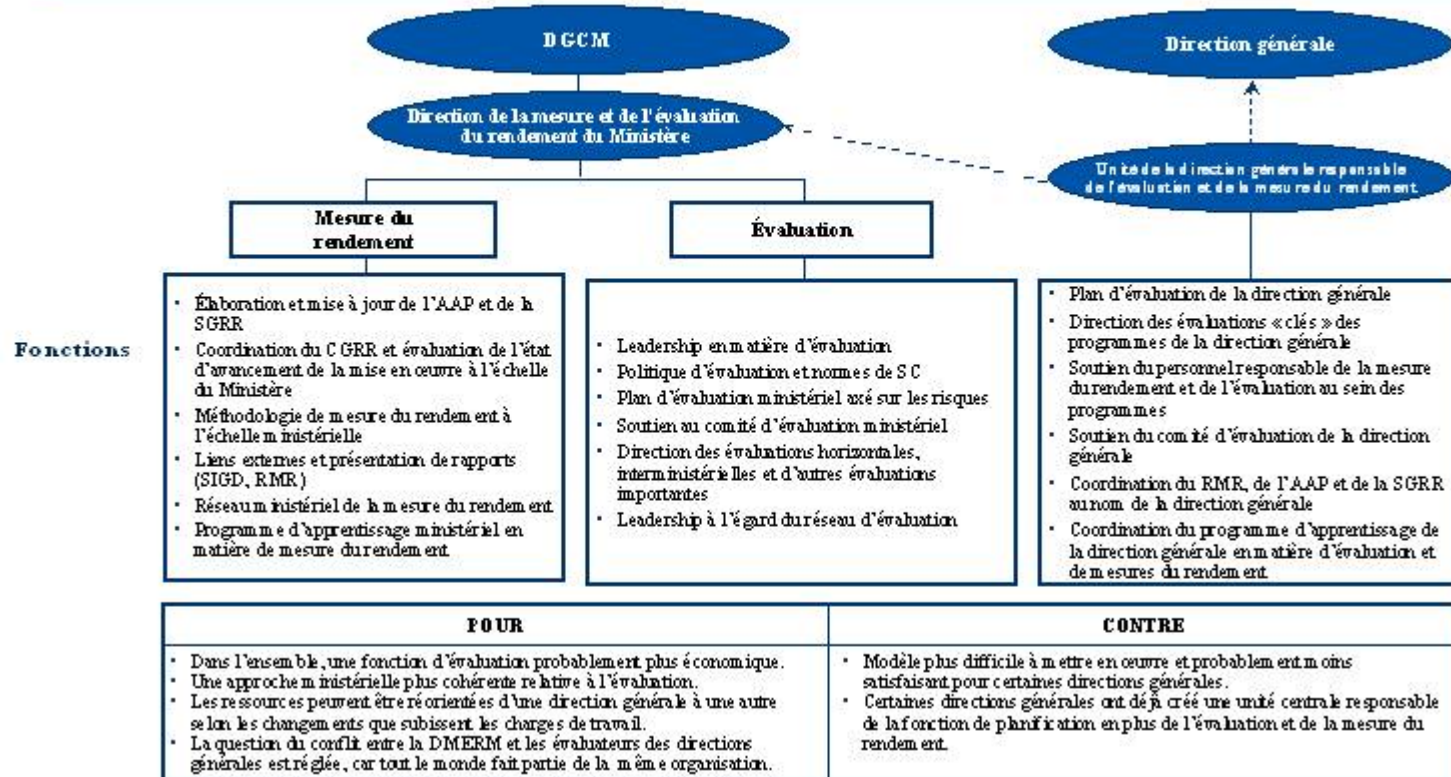 DGCM
Direction générale
Direction de la mesure et de l'évaluation
du rendement du Ministère
Unité de la direction générale responsable
de l'évaluation et de la mesure du rendement
Mesure du
rendement
Évaluation
Fonctions
• Élaboration et mise à jour de l'AAP et de la
SGRR
• Coordination du CGRR et évaluation de l'état
d'avancement de la mise en œuvre à l'échelle
du Ministère
• Méthodologie de mesure du rendement à
l'échelle ministérielle
• Liens externes et présentation de rapports
(SIGD, RMR)
• Réseau ministériel de la mesure du rendement
• Programme d'apprentissage ministériel en
matière de mesure du rendement
• Leadership en matière d'évaluation
• Politique d'évaluation et normes de SC
• Plan d'évaluation ministériel axé sur les risques
• Soutien au comité d'évaluation ministériel
• Direction des évaluations horizontales,
interministérielles et d'autres évaluations
importantes
• Leadership à l'égard du réseau d'évaluation
• Plan d'évaluation de la direction générale
• Direction des évaluations « clés » des
programmes de la direction générale
• Soutien du personnel responsable de la mesure
du rendement et de l'évaluation au sein des
programmes
• Soutien du comité d'évaluation de la direction
générale
• Coordination du RMR, de l'AAP et de la SGRR
au nom de la direction générale
• Coordination du programme d'apprentissage de
la direction générale en matière d'évaluation et
de mesures du rendement
POUR
• Dans l'ensemble, une fonction d'évaluation probablement plus économique.
• Une approche ministérielle plus cohérente relative à l'évaluation.
• Les ressources peuvent être réorientées d'une direction générale à une autre
selon les changements que subissent les charges de travail.
• La question du conflit entre la DMERM et les évaluateurs des directions
générales est réglée, car tout le monde fait partie de la même organisation.
CONTRE
• Modèle plus difficile à mettre en œuvre et probablement moins
satisfaisant pour certaines directions générales.
• Certaines directions générales ont déjà créé une unité centrale responsable
de la fonction de planification en plus de l'évaluation et de la mesure du
rendement.